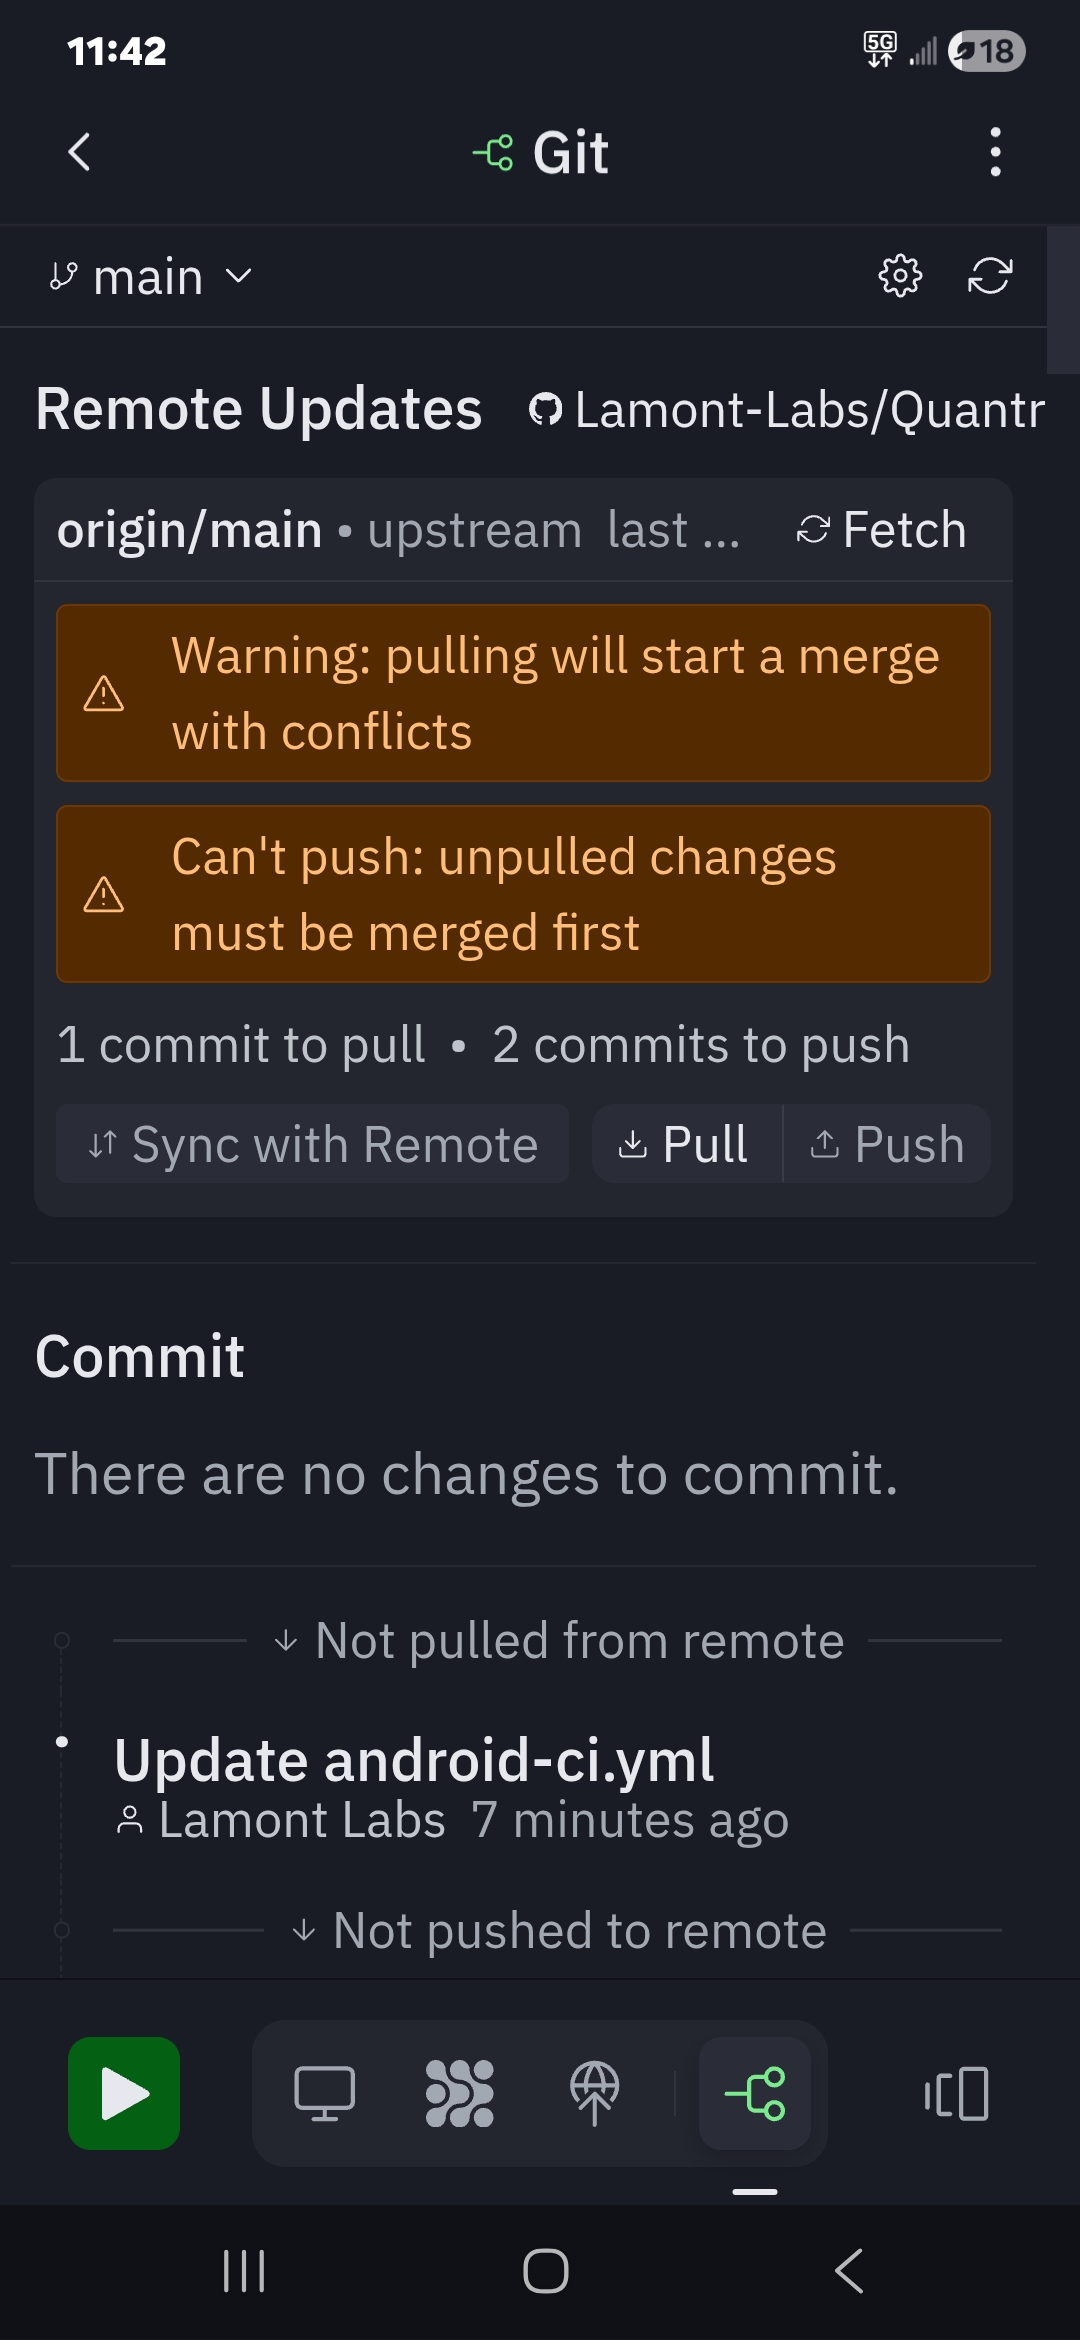 11:42
5G
18
Git
main
Remote Updates Lamont-Labs/Quantr
origin/main • upstream last ... Fetch
Warning: pulling will start a merge
with conflicts
Can't push: unpulled changes
must be merged first
1 commit to pull • 2 commits to push
Sync with Remote Pull Push
Commit
There are no changes to commit.
Not pulled from remote
Update android-ci.yml
Lamont Labs 7 minutes ago
Not pushed to remote